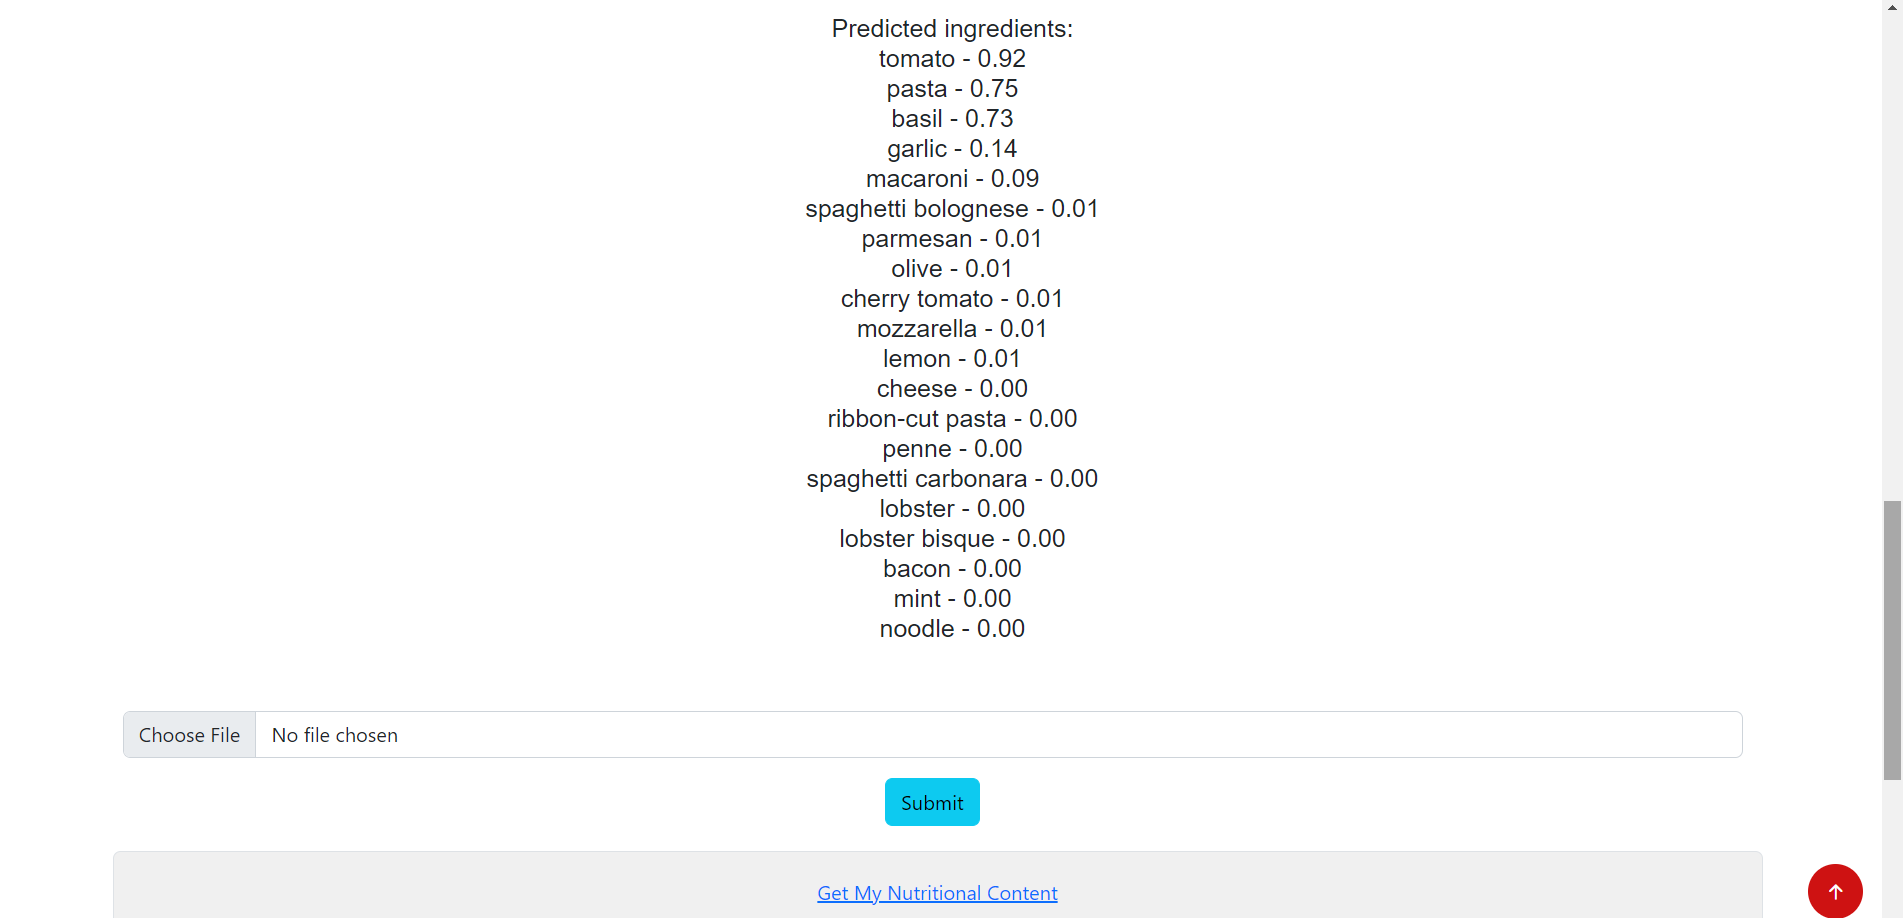 Predicted ingredients:
tomato - 0.92
pasta - 0.75
basil - 0.73
garlic - 0.14
macaroni - 0.09
spaghetti bolognese - 0.01
parmesan - 0.01
olive - 0.01
cherry tomato - 0.01
mozzarella - 0.01
lemon - 0.01
cheese - 0.00
ribbon-cut pasta - 0.00
penne - 0.00
spaghetti carbonara - 0.00
lobster - 0.00
lobster bisque - 0.00
bacon - 0.00
mint - 0.00
noodle - 0.00
Choose File No file chosen
Submit
Get My Nutritional Content